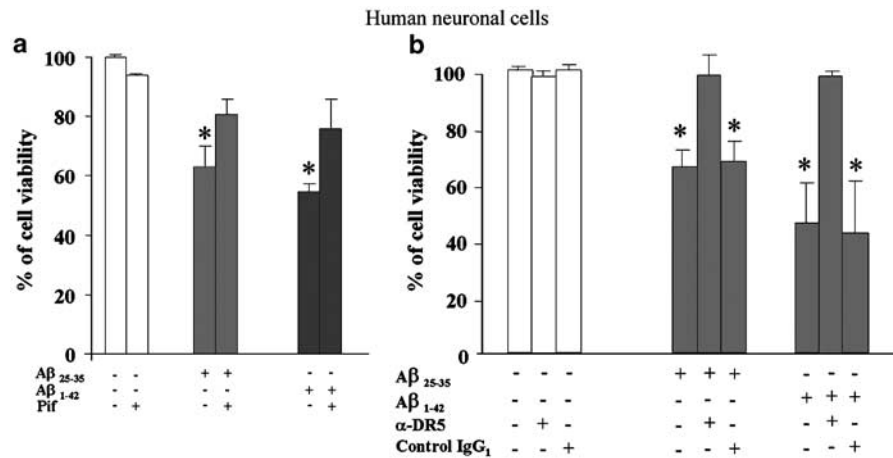 Human neuronal cells
a
% of cell viability
100
80
60
40
20
0
*
*
Aβ 25-35 - - + + - -
Aβ 1-42 - - - - + +
Pif - + - + - +
b
% of cell viability
100
80
60
40
20
0
* *
* *
Aβ 25-35 - - - + + + - - -
Aβ 1-42 - - - - - - + + +
α-DR5 - + - - + - - + -
Control IgG1 - - + - - + - - +